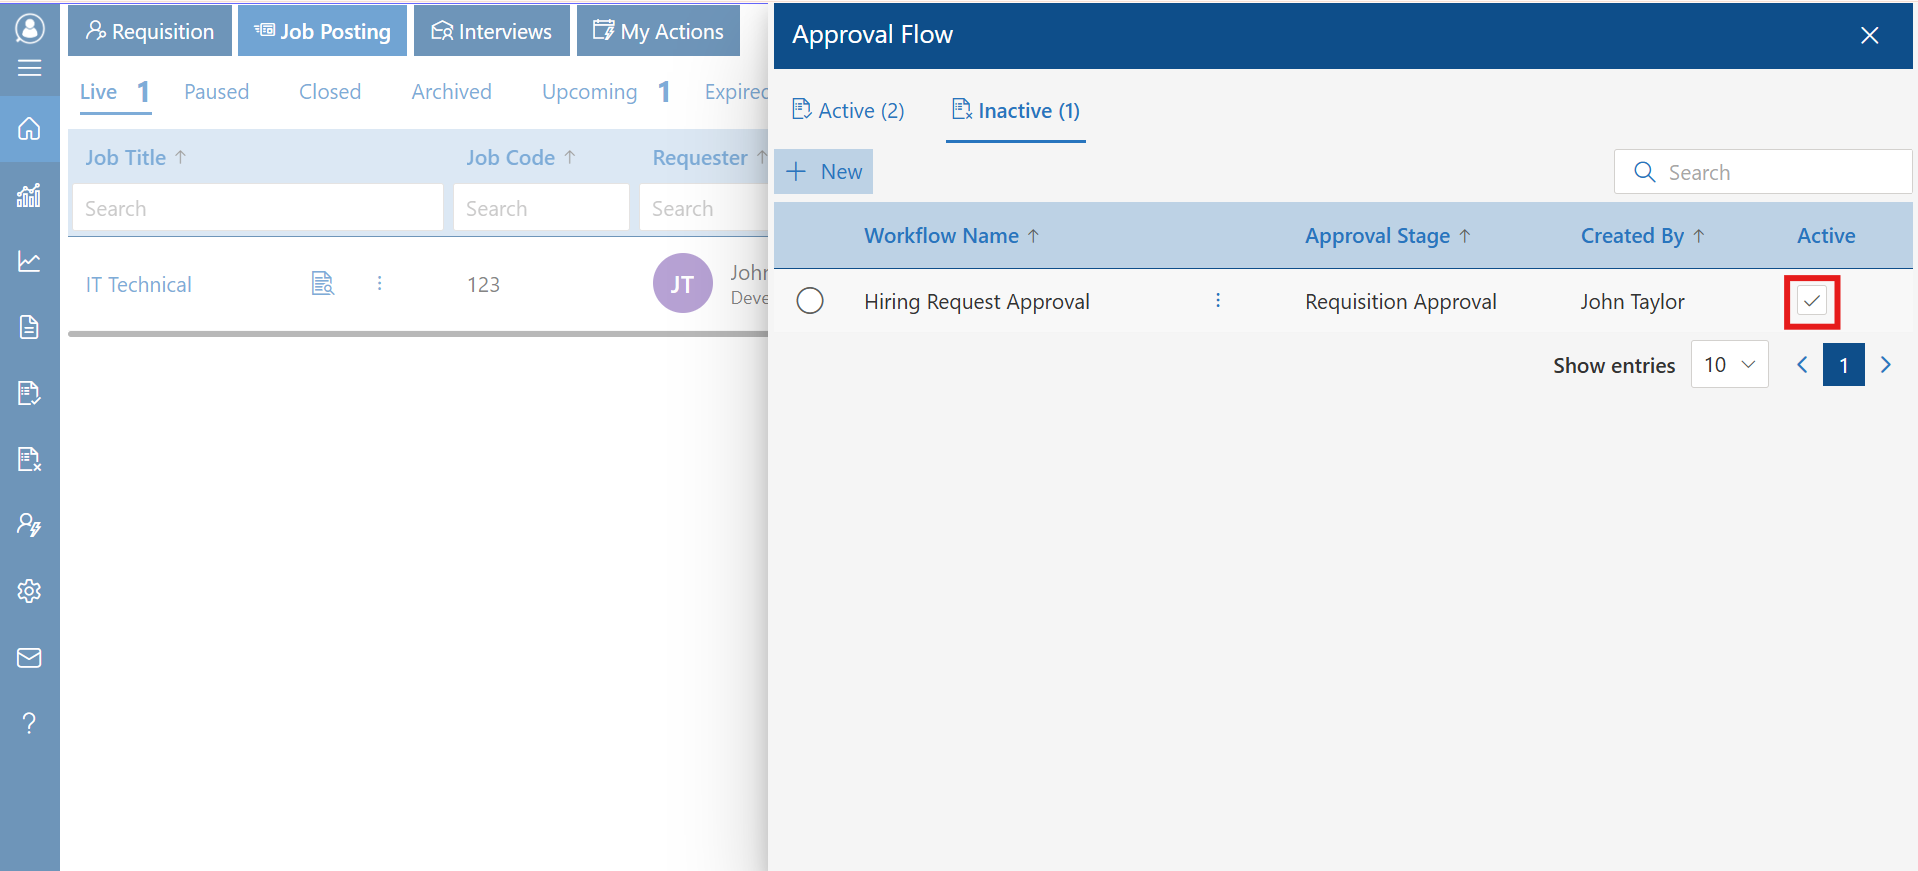 Requisition
Job Posting
Interviews
My Actions
Live 1
Paused
Closed
Archived
Upcoming 1
Expired
Job Title ↑
Job Code ↑
Requester ↑
Search
Search
Search
IT Technical
123
JT
John
Deve
Approval Flow
Active (2)
Inactive (1)
+ New
Search
Workflow Name ↑
Approval Stage ↑
Created By ↑
Active
Hiring Request Approval
Requisition Approval
John Taylor
Show entries
10
1